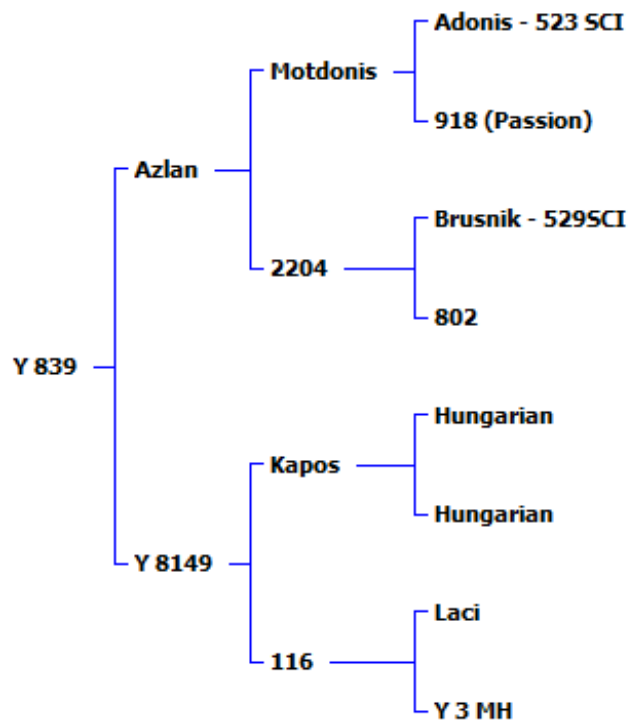 Adonis - 523 SCI
Motdonis
918 (Passion)
Azlan
Brusnik - 529SCI
2204
802
Y 839
Hungarian
Kapos
Hungarian
Y 8149
Laci
116
Y 3 MH